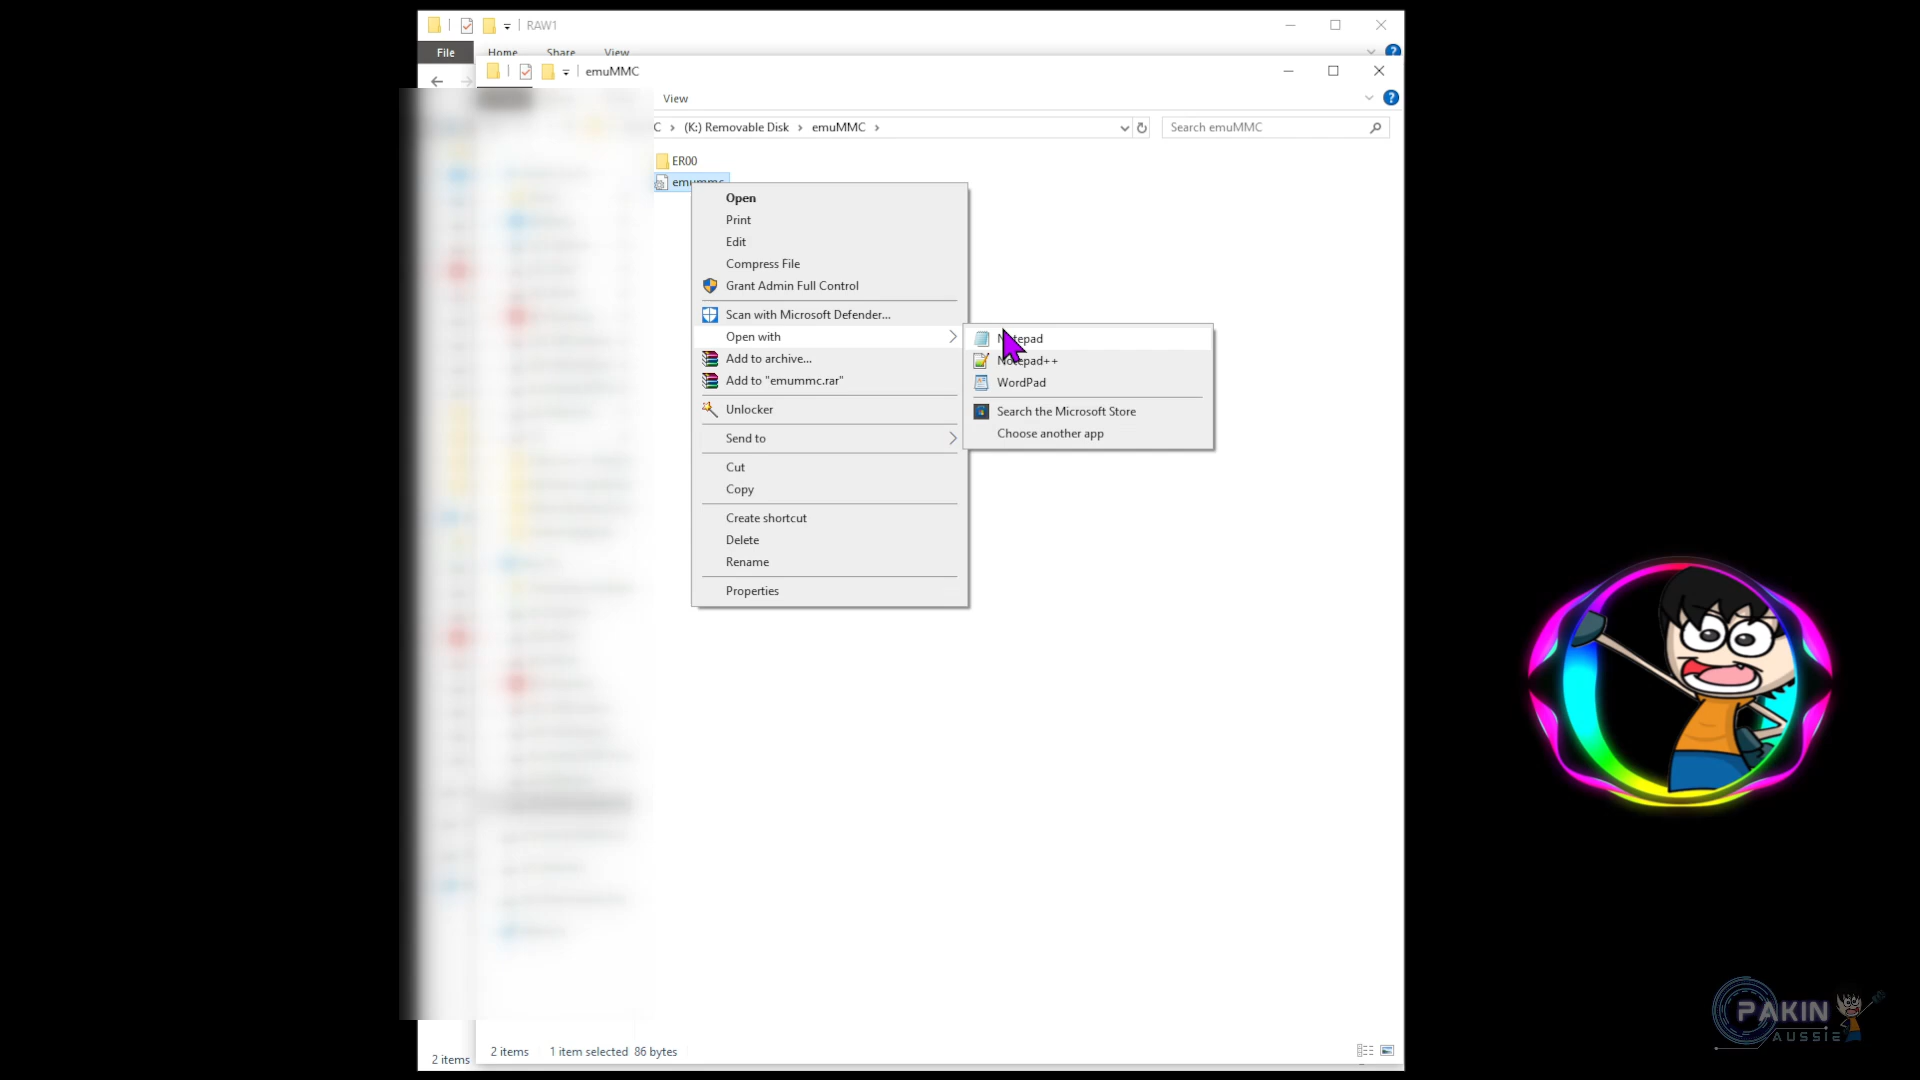 RAW1
File
Home
Share
View
emuMMC
View
C > (K:) Removable Disk > emuMMC >
Search emuMMC
ER00
emummc
Open
Print
Edit
Compress File
Grant Admin Full Control
Scan with Microsoft Defender...
Open with
Add to archive...
Add to "emummc.rar"
Unlocker
Send to
Cut
Copy
Create shortcut
Delete
Rename
Properties
Notepad
Notepad++
WordPad
Search the Microsoft Store
Choose another app
2 items
2 items 1 item selected 86 bytes
PAKIN
AUSSIE